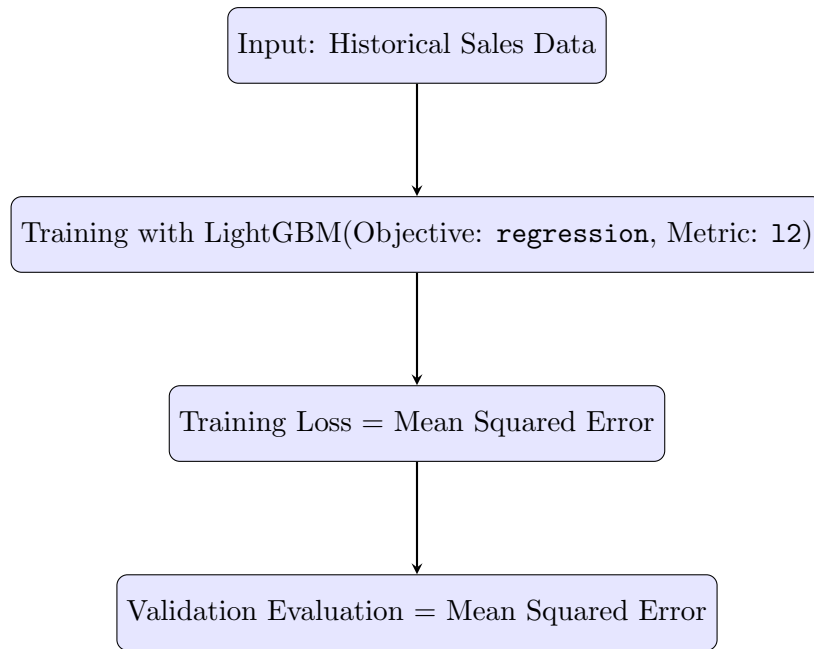 Input: Historical Sales Data
Training with LightGBM(Objective: regression, Metric: l2)
Training Loss = Mean Squared Error
Validation Evaluation = Mean Squared Error